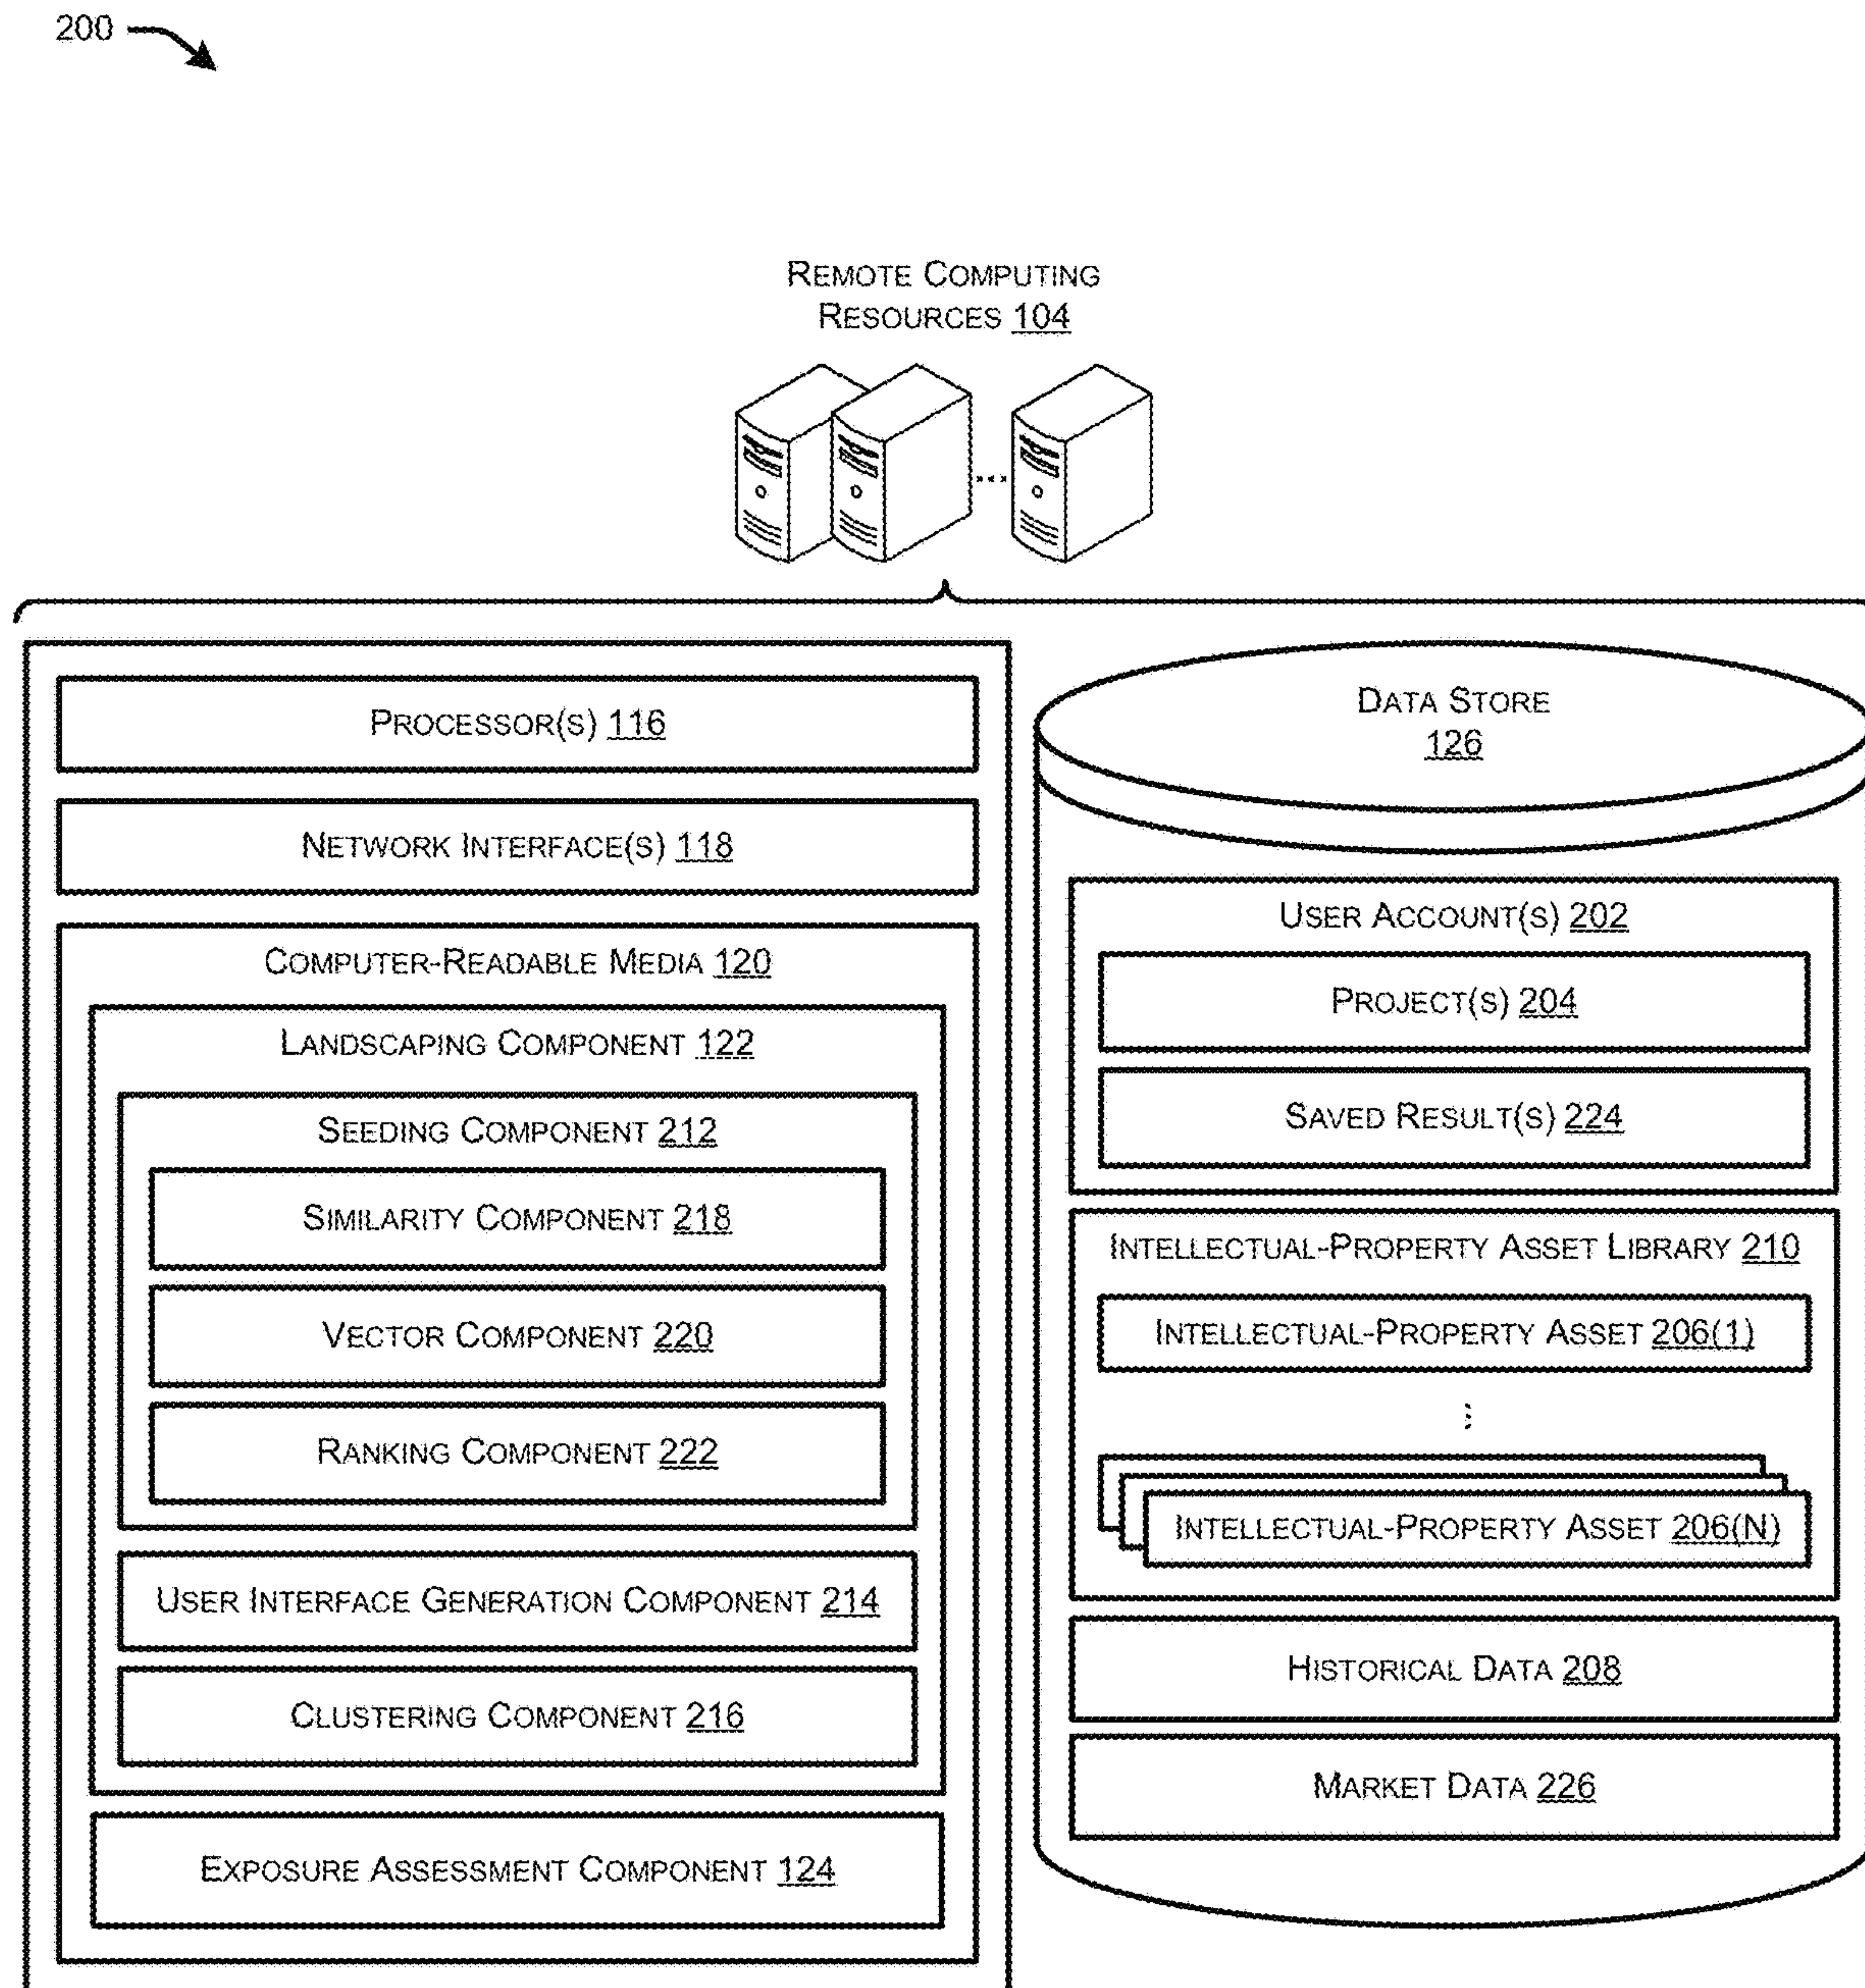 200
REMOTE COMPUTING
RESOURCES 104
PROCESSOR(S) 116
NETWORK INTERFACE(S) 118
COMPUTER-READABLE MEDIA 120
LANDSCAPING COMPONENT 122
SEEDING COMPONENT 212
SIMILARITY COMPONENT 218
VECTOR COMPONENT 220
RANKING COMPONENT 222
USER INTERFACE GENERATION COMPONENT 214
CLUSTERING COMPONENT 216
EXPOSURE ASSESSMENT COMPONENT 124
DATA STORE
126
USER ACCOUNT(S) 202
PROJECT(S) 204
SAVED RESULT(S) 224
INTELLECTUAL-PROPERTY ASSET LIBRARY 210
INTELLECTUAL-PROPERTY ASSET 206(1)
⋮
INTELLECTUAL-PROPERTY ASSET 206(N)
HISTORICAL DATA 208
MARKET DATA 226